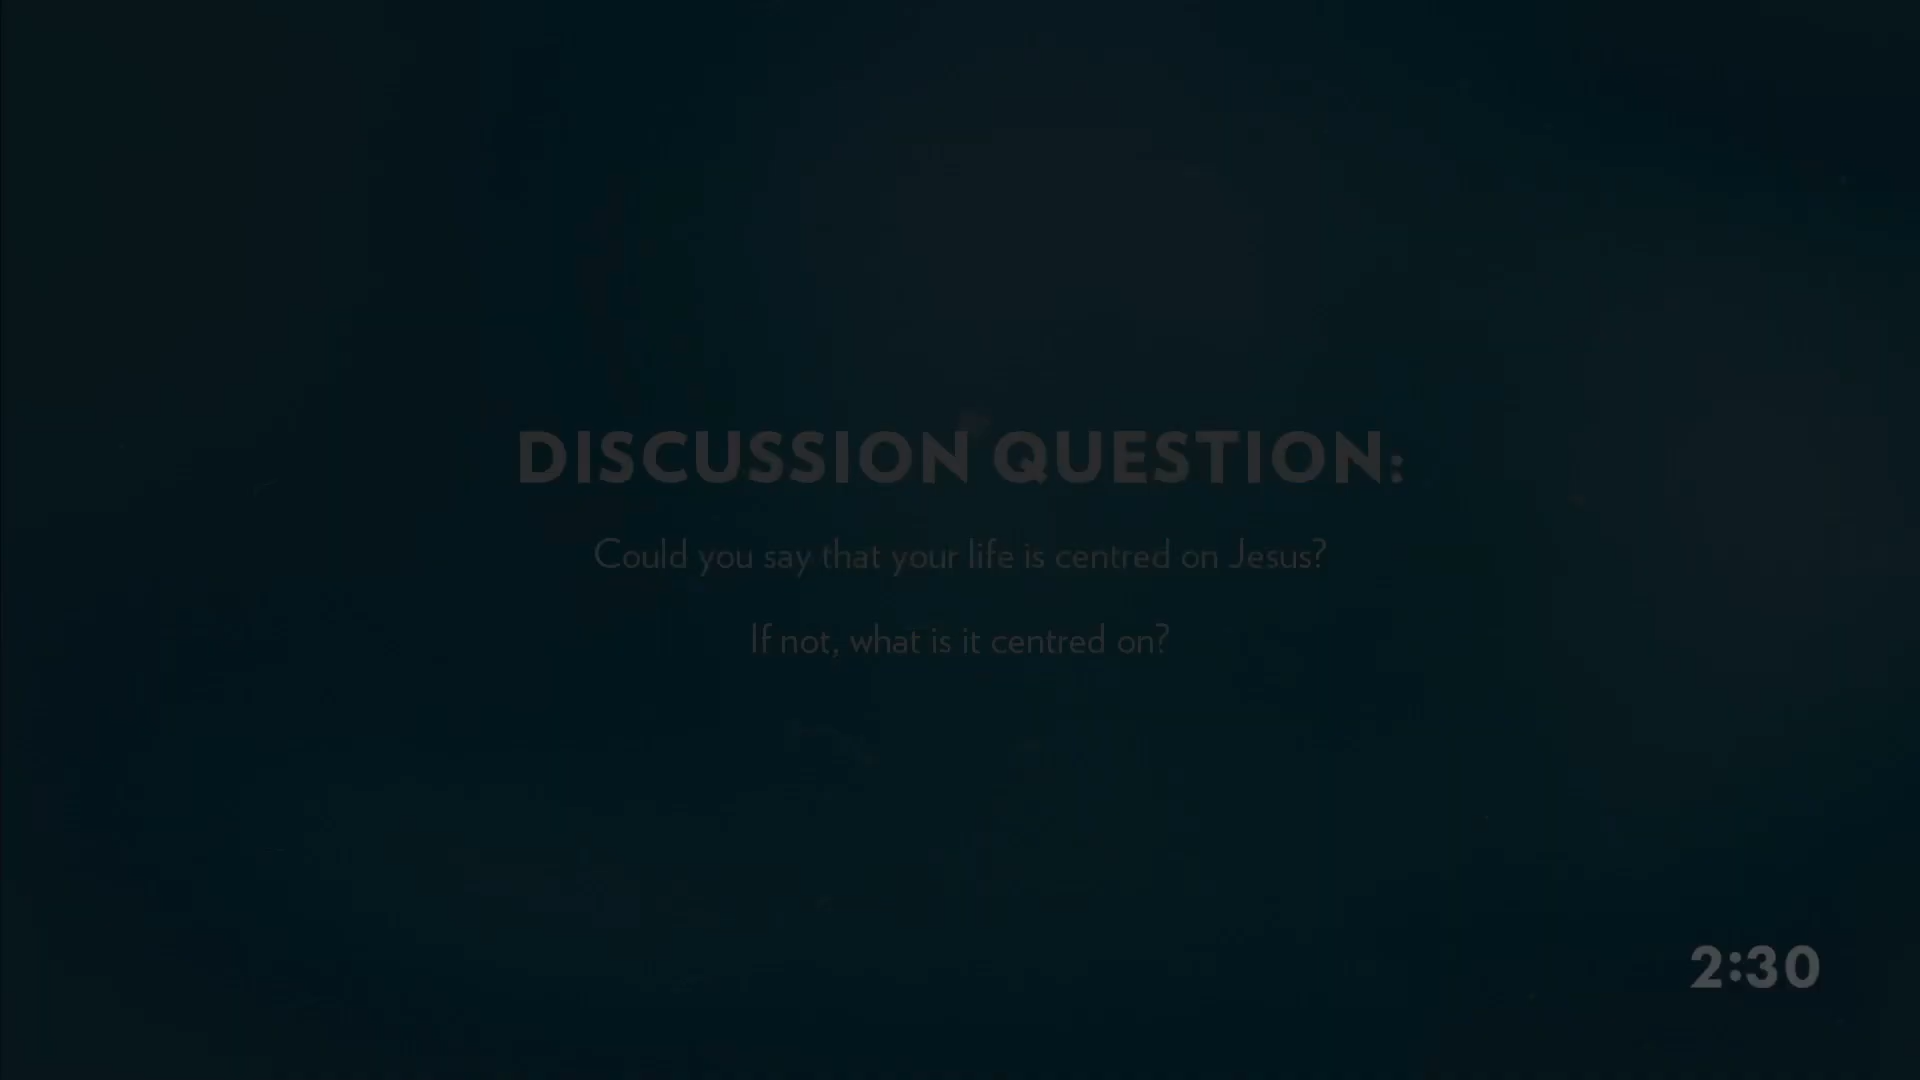 DISCUSSION QUESTION:
Could you say that your life is centred on Jesus?
If not, what is it centred on?
2:30